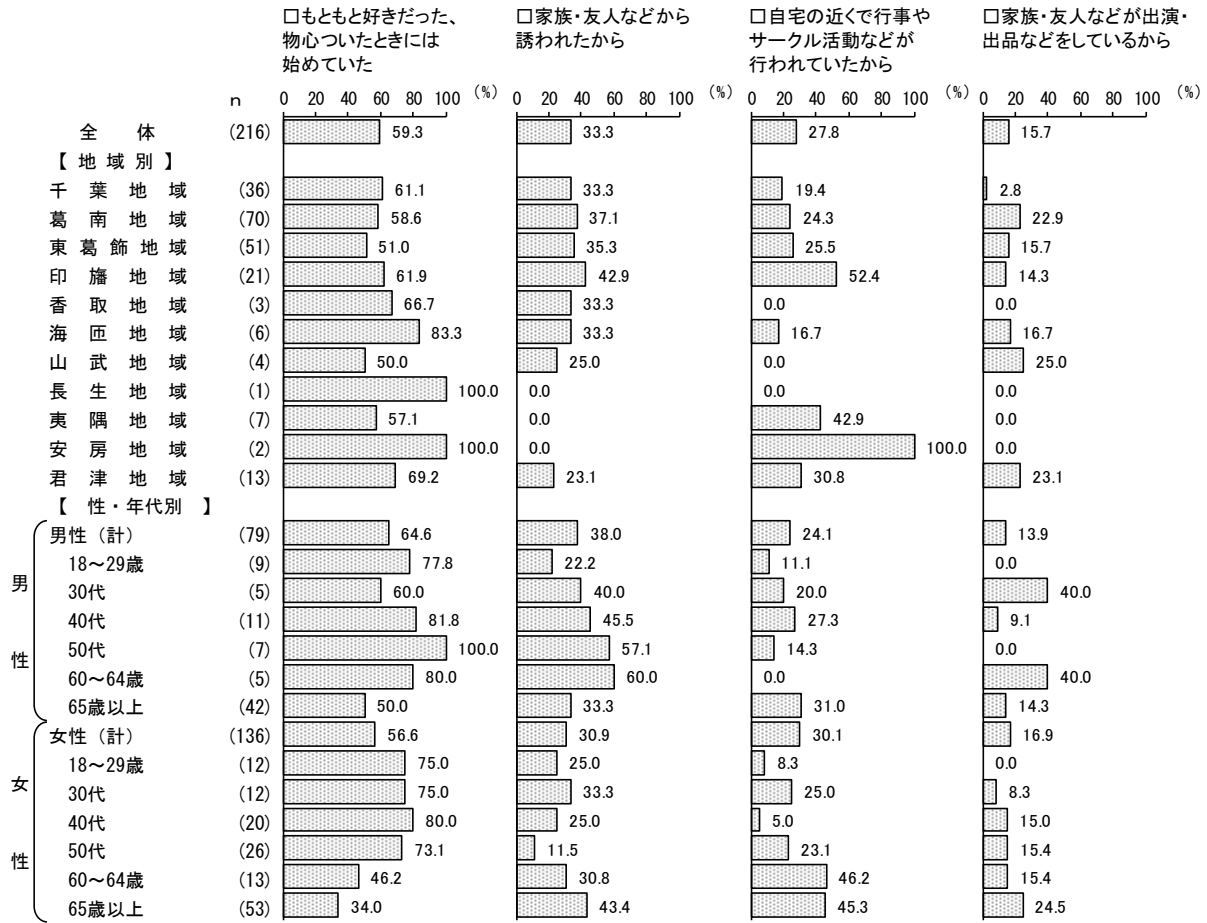 □もともと好きだった、
物心ついたときには
始めていた
□家族・友人などから
誘われたから
□自宅の近くで行事や
サークル活動などが
行われていたから
□家族・友人などが出演・
出品などをしているから
n 0 20 40 60 80 100 (%) 0 20 40 60 80 100 (%) 0 20 40 60 80 100 (%) 0 20 40 60 80 100 (%)
全体 (216) 59.3 33.3 27.8 15.7
【地域別】
千葉地域 (36) 61.1 33.3 19.4 2.8
葛南地域 (70) 58.6 37.1 24.3 22.9
東葛飾地域 (51) 51.0 35.3 25.5 15.7
印旛地域 (21) 61.9 42.9 52.4 14.3
香取地域 (3) 66.7 33.3 0.0 0.0
海匝地域 (6) 83.3 33.3 16.7 16.7
山武地域 (4) 50.0 25.0 0.0 25.0
長生地域 (1) 100.0 0.0 0.0 0.0
夷隅地域 (7) 57.1 0.0 42.9 0.0
安房地域 (2) 100.0 0.0 100.0 0.0
君津地域 (13) 69.2 23.1 30.8 23.1
【性・年代別】
男性
男性（計） (79) 64.6 38.0 24.1 13.9
18～29歳 (9) 77.8 22.2 11.1 0.0
30代 (5) 60.0 40.0 20.0 40.0
40代 (11) 81.8 45.5 27.3 9.1
50代 (7) 100.0 57.1 14.3 0.0
60～64歳 (5) 80.0 60.0 0.0 40.0
65歳以上 (42) 50.0 33.3 31.0 14.3
女性
女性（計） (136) 56.6 30.9 30.1 16.9
18～29歳 (12) 75.0 25.0 8.3 0.0
30代 (12) 75.0 33.3 25.0 8.3
40代 (20) 80.0 25.0 5.0 15.0
50代 (26) 73.1 11.5 23.1 15.4
60～64歳 (13) 46.2 30.8 46.2 15.4
65歳以上 (53) 34.0 43.4 45.3 24.5